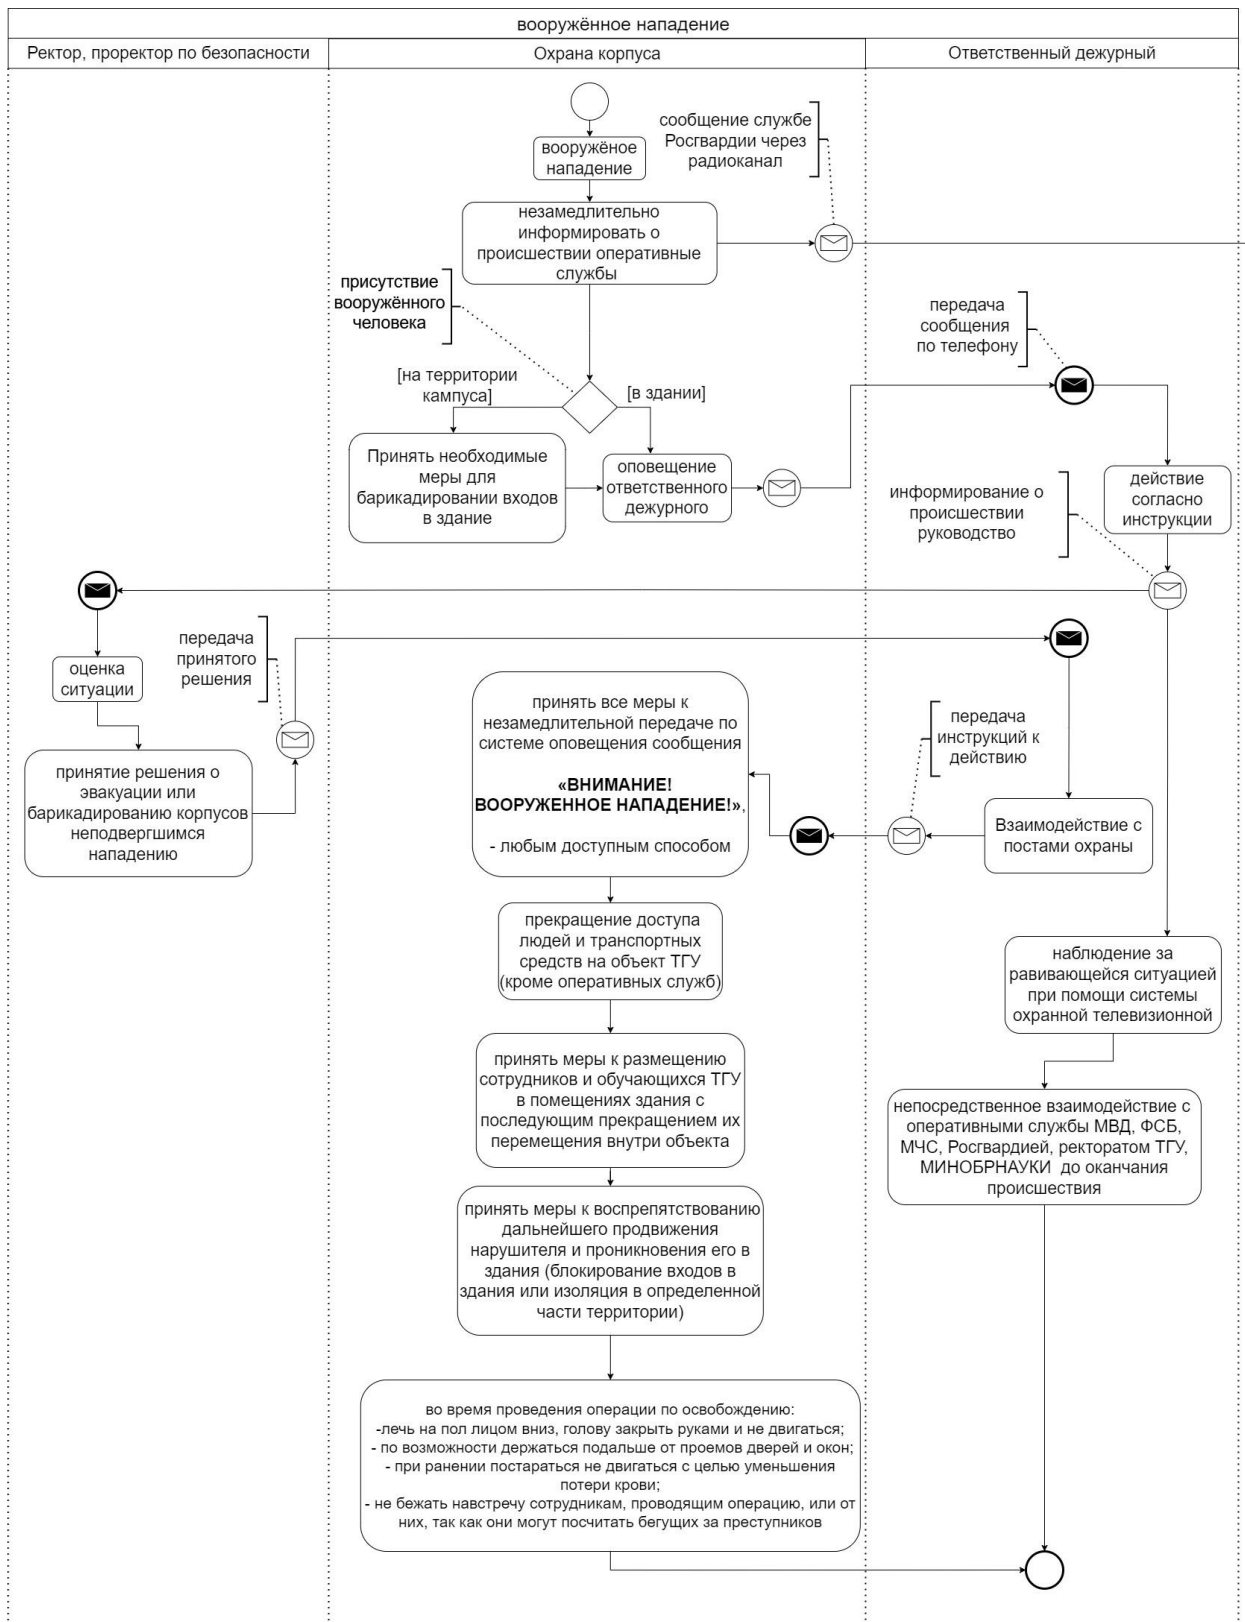 вооружённое нападение
Ректор, проректор по безопасности
Охрана корпуса
Ответственный дежурный
вооружёное
нападение
сообщение службе
Росгвардии через
радиоканал
незамедлительно
информировать о
происшествии оперативные
службы
присутствие
вооружённого
человека
[на территории
кампуса]
[в здании]
передача
сообщения
по телефону
Принять необходимые
меры для
барикадировании входов
в здание
оповещение
ответственного
дежурного
действие
согласно
инструкции
информирование о
происшествии
руководство
оценка
ситуации
передача
принятого
решения
принятие решения о
эвакуации или
барикадированию корпусов
неподвергшимся
нападению
принять все меры к
незамедлительной передаче по
системе оповещения сообщения
«ВНИМАНИЕ!
ВООРУЖЕННОЕ НАПАДЕНИЕ!»,
- любым доступным способом
передача
инструкций к
действию
Взаимодействие с
постами охраны
прекращение доступа
людей и транспортных
средств на объект ТГУ
(кроме оперативных служб)
наблюдение за
равивающейся ситуацией
при помощи системы
охранной телевизионной
принять меры к размещению
сотрудников и обучающихся ТГУ
в помещениях здания с
последующим прекращением их
перемещения внутри объекта
непосредственное взаимодействие с
оперативными службы МВД, ФСБ,
МЧС, Росгвардией, ректоратом ТГУ,
МИНОБРНАУКИ до оканчания
происшествия
принять меры к воспрепятствованию
дальнейшего продвижения
нарушителя и проникновения его в
здания (блокирование входов в
здания или изоляция в определенной
части территории)
во время проведения операции по освобождению:
-лечь на пол лицом вниз, голову закрыть руками и не двигаться;
- по возможности держаться подальше от проемов дверей и окон;
- при ранении постараться не двигаться с целью уменьшения
потери крови;
- не бежать навстречу сотрудникам, проводящим операцию, или от
них, так как они могут посчитать бегущих за преступников